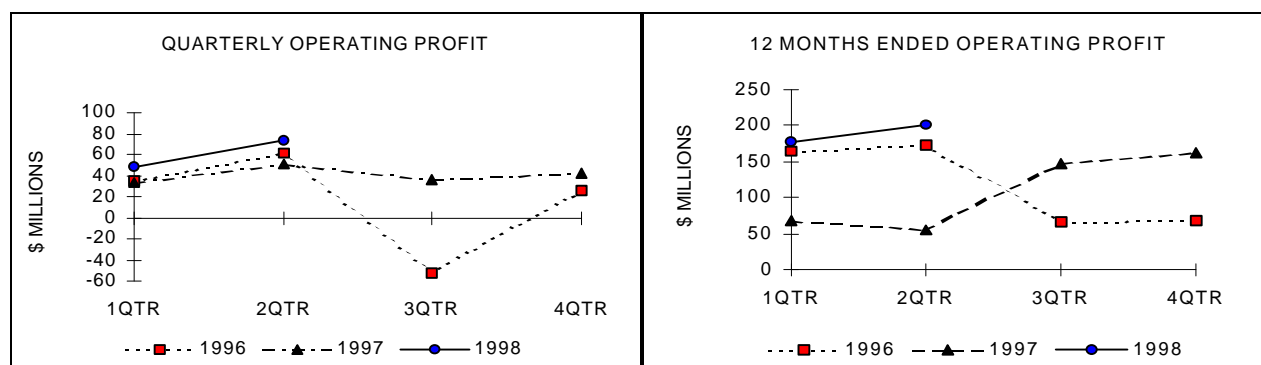 QUARTERLY OPERATING PROFIT
$ MILLIONS
100
80
60
40
20
0
-20
-40
-60
1QTR 2QTR 3QTR 4QTR
1996 1997 1998
12 MONTHS ENDED OPERATING PROFIT
$ MILLIONS
250
200
150
100
50
0
1QTR 2QTR 3QTR 4QTR
1996 1997 1998